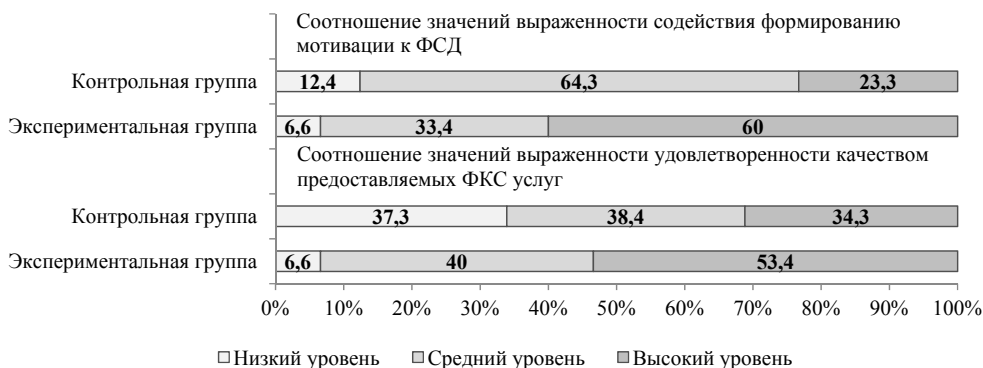 Соотношение значений выраженности содействия формированию
мотивации к ФСД
Контрольная группа 12,4 64,3 23,3
Экспериментальная группа 6,6 33,4 60
Соотношение значений выраженности удовлетворенности качеством
предоставляемых ФКС услуг
Контрольная группа 37,3 38,4 34,3
Экспериментальная группа 6,6 40 53,4
0% 10% 20% 30% 40% 50% 60% 70% 80% 90% 100%
Низкий уровень Средний уровень Высокий уровень